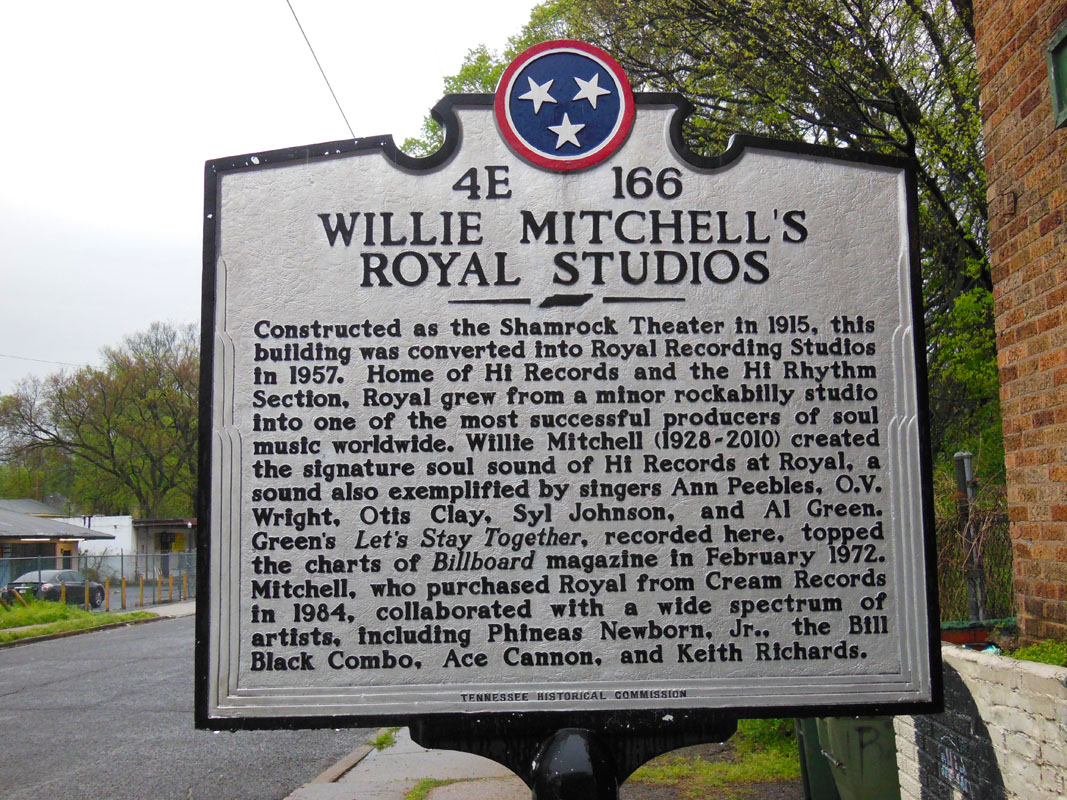 4E 166
WILLIE MITCHELL'S
ROYAL STUDIOS
Constructed as the Shamrock Theater in 1915, this
building was converted into Royal Recording Studios
in 1957. Home of Hi Records and the Hi Rhythm
Section, Royal grew from a minor rockabilly studio
into one of the most successful producers of soul
music worldwide. Willie Mitchell (1928-2010) created
the signature soul sound of Hi Records at Royal, a
sound also exemplified by singers Ann Peebles, O.V.
Wright, Otis Clay, Syl Johnson, and Al Green.
Green's Let's Stay Together, recorded here, topped
the charts of Billboard magazine in February 1972.
Mitchell, who purchased Royal from Cream Records
in 1984, collaborated with a wide spectrum of
artists, including Phineas Newborn, Jr., the Bill
Black Combo, Ace Cannon, and Keith Richards.
TENNESSEE HISTORICAL COMMISSION